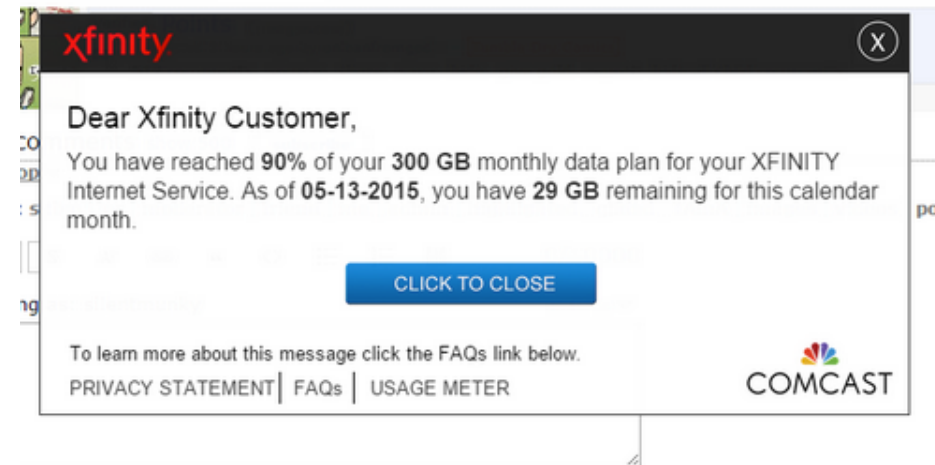 xfinity
X
Dear Xfinity Customer,
You have reached 90% of your 300 GB monthly data plan for your XFINITY
Internet Service. As of 05-13-2015, you have 29 GB remaining for this calendar
month.
CLICK TO CLOSE
To learn more about this message click the FAQs link below.
PRIVACY STATEMENT | FAQs | USAGE METER
COMCAST